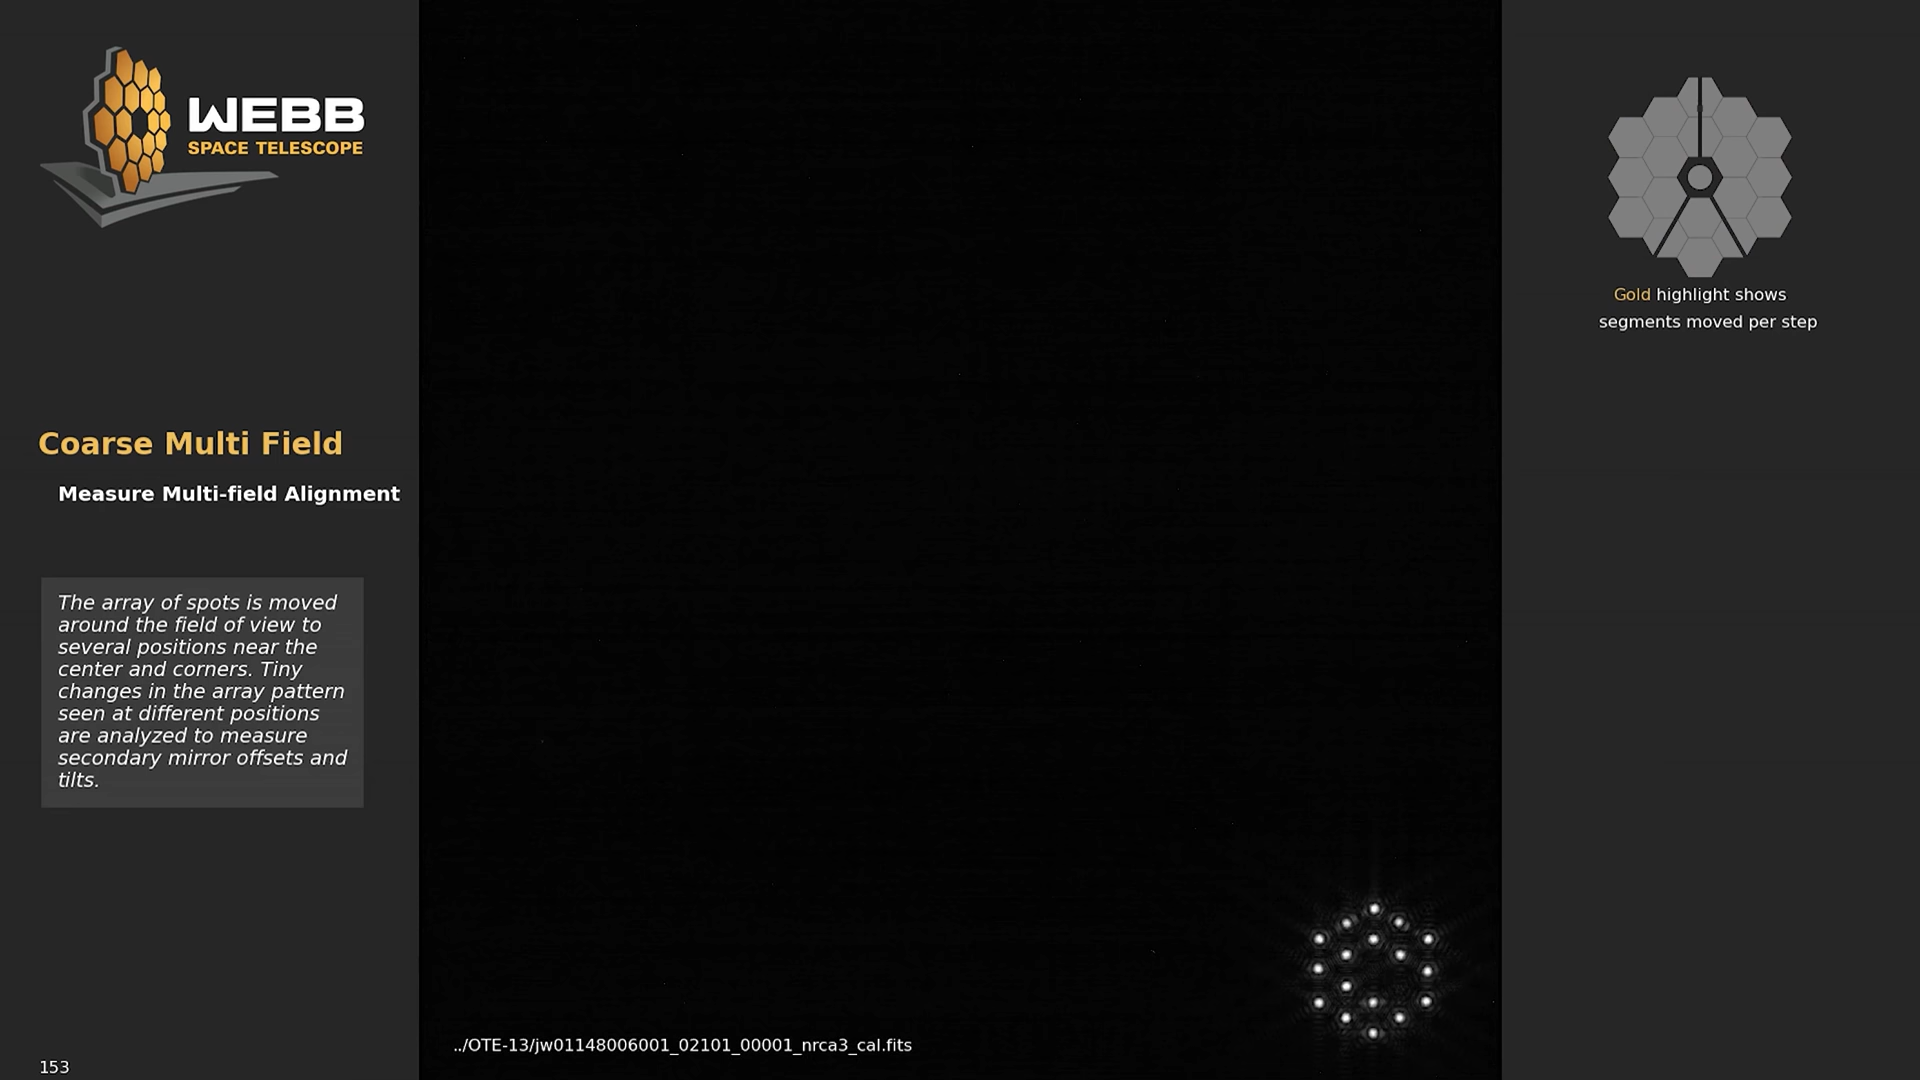 WEBB
SPACE TELESCOPE
Coarse Multi Field
Measure Multi-field Alignment
The array of spots is moved
around the field of view to
several positions near the
center and corners. Tiny
changes in the array pattern
seen at different positions
are analyzed to measure
secondary mirror offsets and
tilts.
153
../OTE-13/jw01148006001_02101_00001_nrca3_cal.fits
Gold highlight shows
segments moved per step